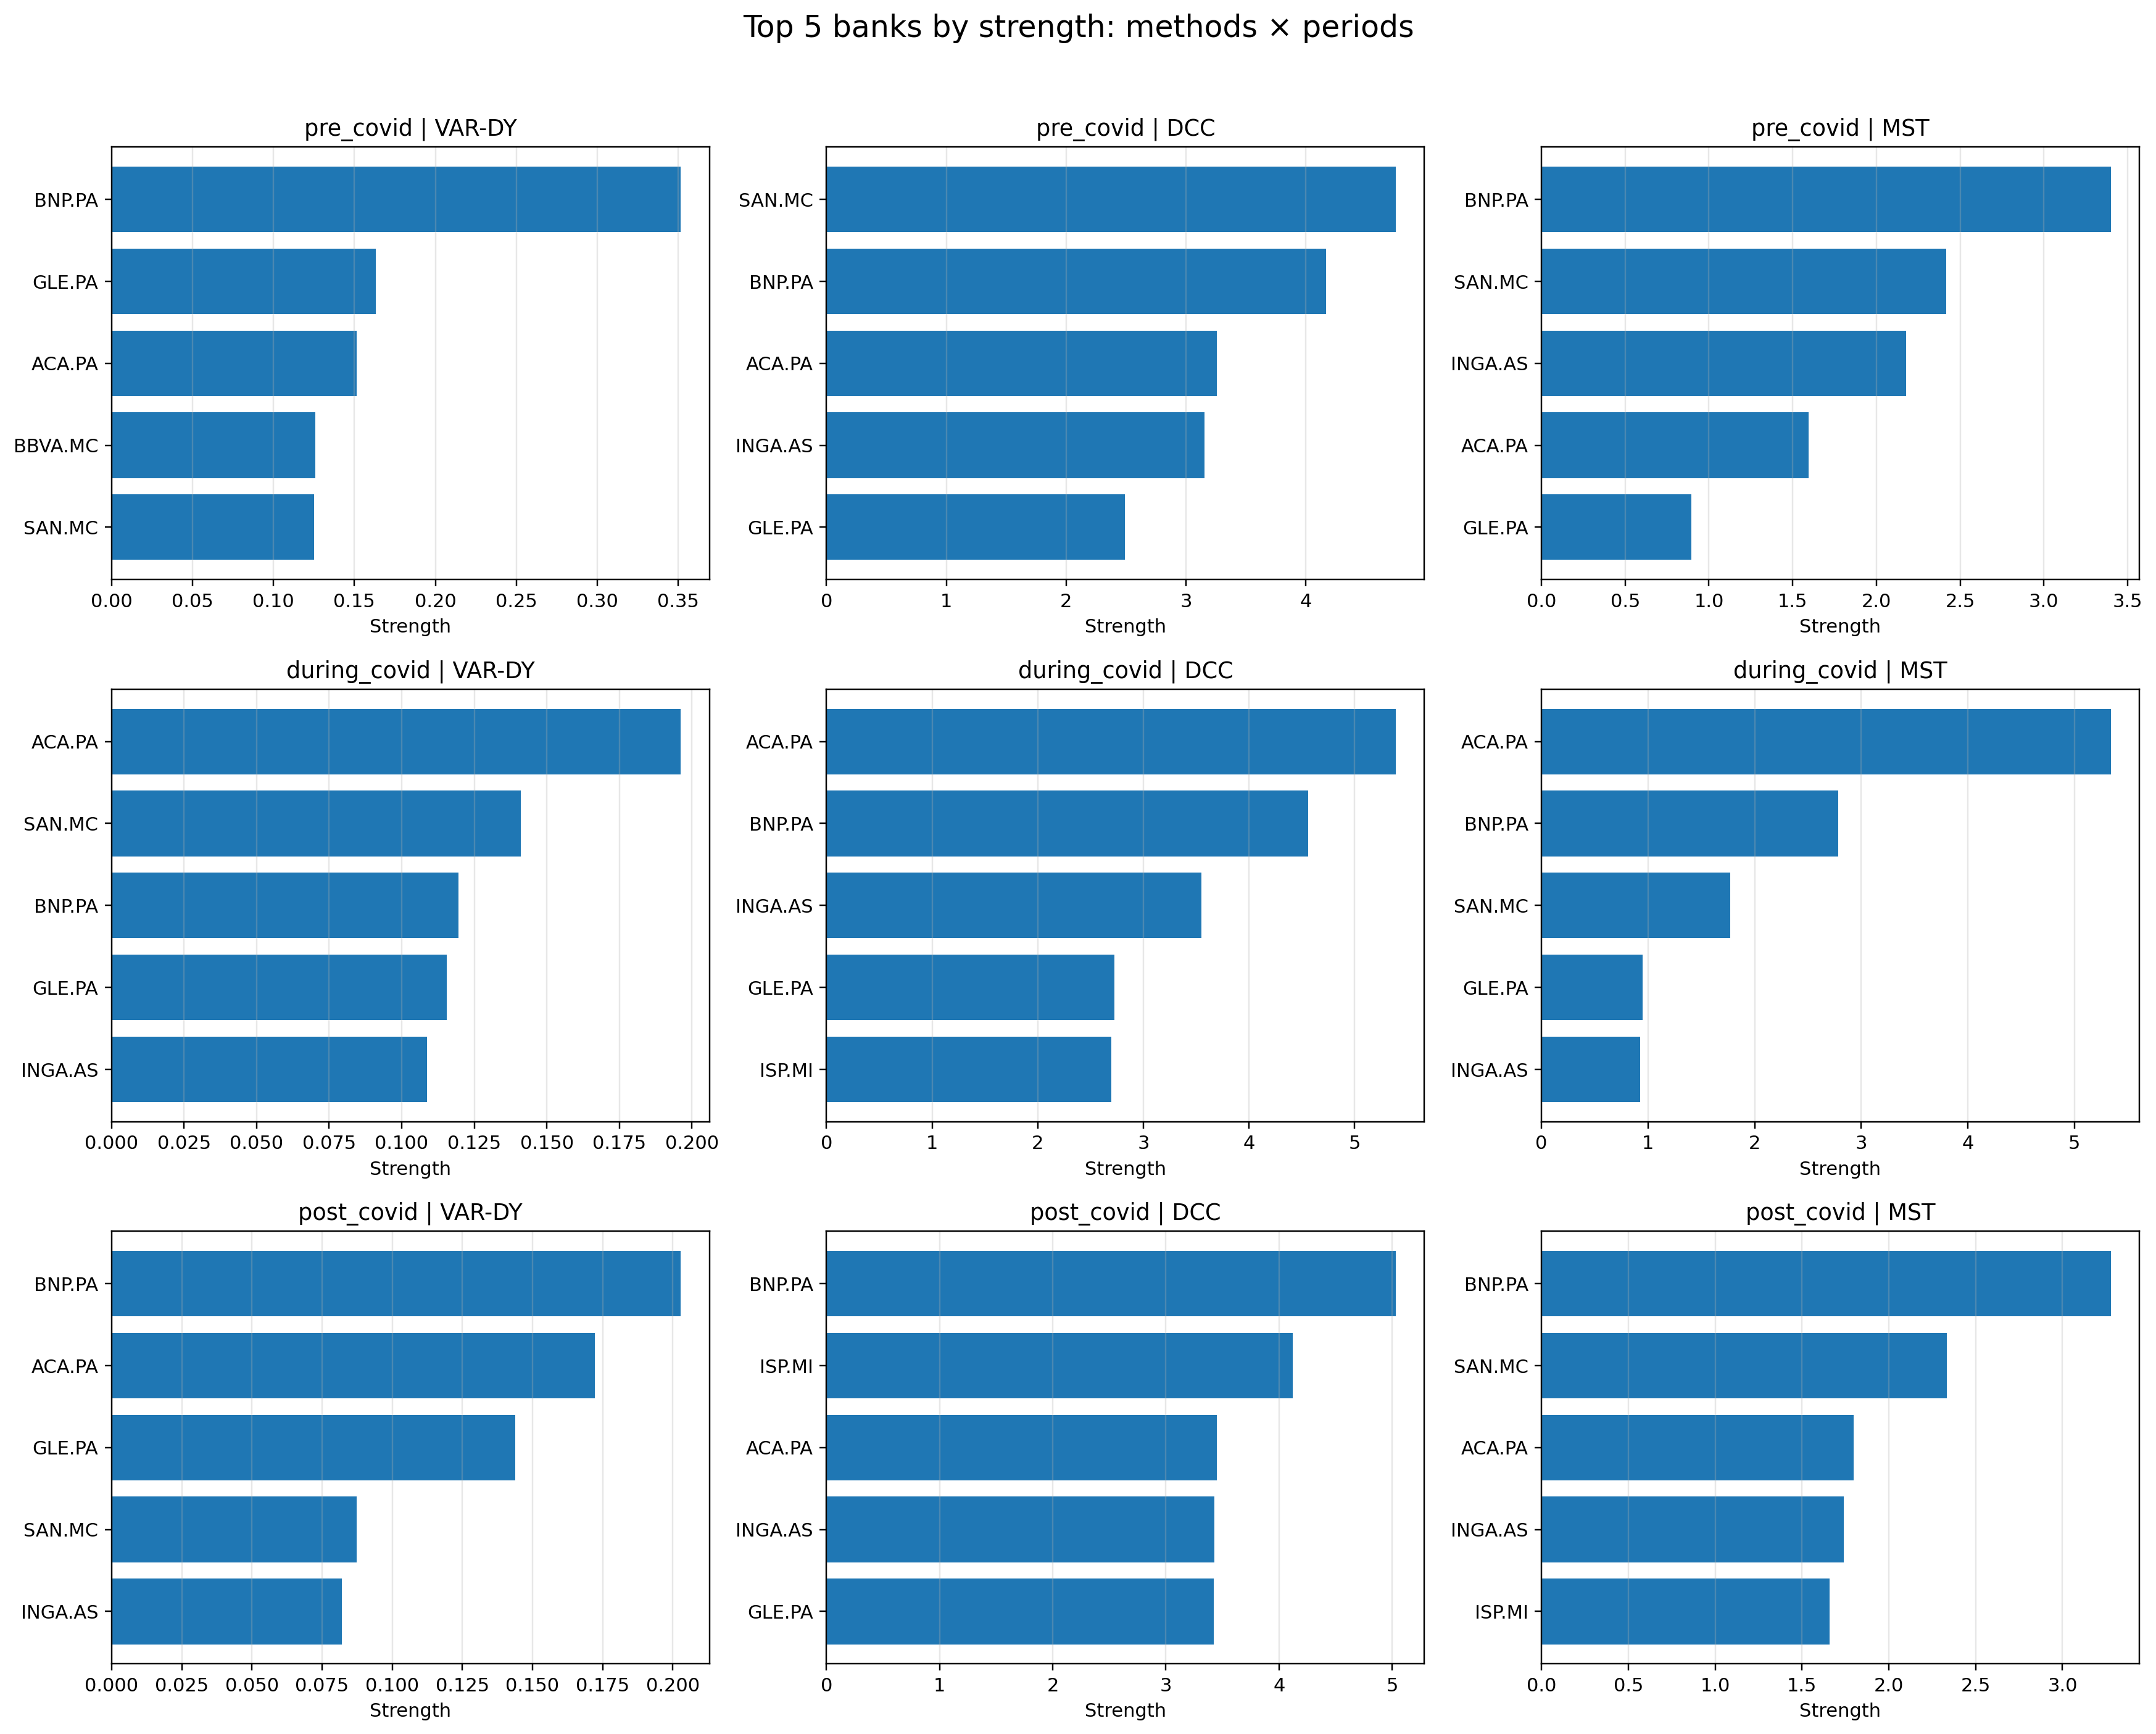 Top 5 banks by strength: methods × periods
pre_covid | VAR-DY
BNP.PA
GLE.PA
ACA.PA
BBVA.MC
SAN.MC
0.00 0.05 0.10 0.15 0.20 0.25 0.30 0.35
Strength
pre_covid | DCC
SAN.MC
BNP.PA
ACA.PA
INGA.AS
GLE.PA
0 1 2 3 4
Strength
pre_covid | MST
BNP.PA
SAN.MC
INGA.AS
ACA.PA
GLE.PA
0.0 0.5 1.0 1.5 2.0 2.5 3.0 3.5
Strength
during_covid | VAR-DY
ACA.PA
SAN.MC
BNP.PA
GLE.PA
INGA.AS
0.000 0.025 0.050 0.075 0.100 0.125 0.150 0.175 0.200
Strength
during_covid | DCC
ACA.PA
BNP.PA
INGA.AS
GLE.PA
ISP.MI
0 1 2 3 4 5
Strength
during_covid | MST
ACA.PA
BNP.PA
SAN.MC
GLE.PA
INGA.AS
0 1 2 3 4 5
Strength
post_covid | VAR-DY
BNP.PA
ACA.PA
GLE.PA
SAN.MC
INGA.AS
0.000 0.025 0.050 0.075 0.100 0.125 0.150 0.175 0.200
Strength
post_covid | DCC
BNP.PA
ISP.MI
ACA.PA
INGA.AS
GLE.PA
0 1 2 3 4 5
Strength
post_covid | MST
BNP.PA
SAN.MC
ACA.PA
INGA.AS
ISP.MI
0.0 0.5 1.0 1.5 2.0 2.5 3.0
Strength